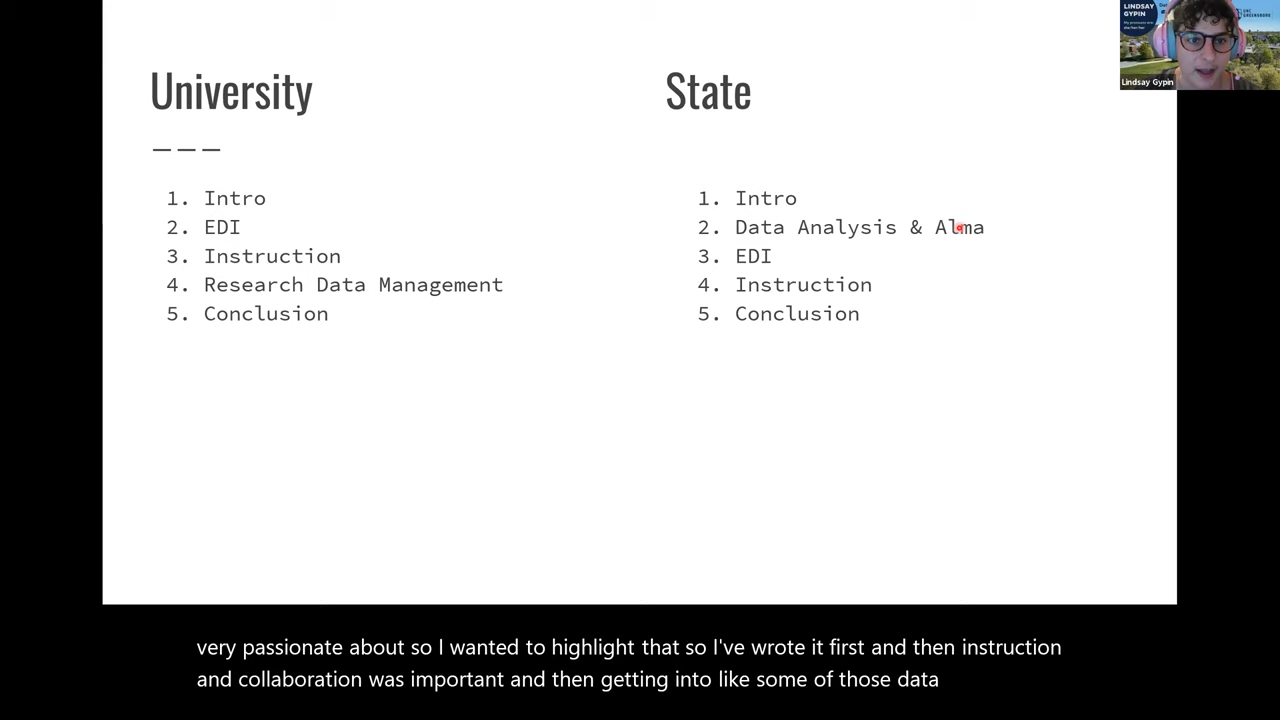 University
1. Intro
2. EDI
3. Instruction
4. Research Data Management
5. Conclusion
State
1. Intro
2. Data Analysis & Alma
3. EDI
4. Instruction
5. Conclusion
LINDSAY
GYPIN
Lindsay Gypin
very passionate about so I wanted to highlight that so I've wrote it first and then instruction
and collaboration was important and then getting into like some of those data